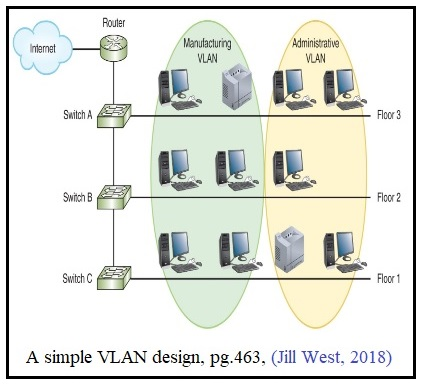 Router
Internet
Manufacturing
VLAN
Administrative
VLAN
Switch A
Floor 3
Switch B
Floor 2
Switch C
Floor 1
A simple VLAN design, pg.463, (Jill West, 2018)